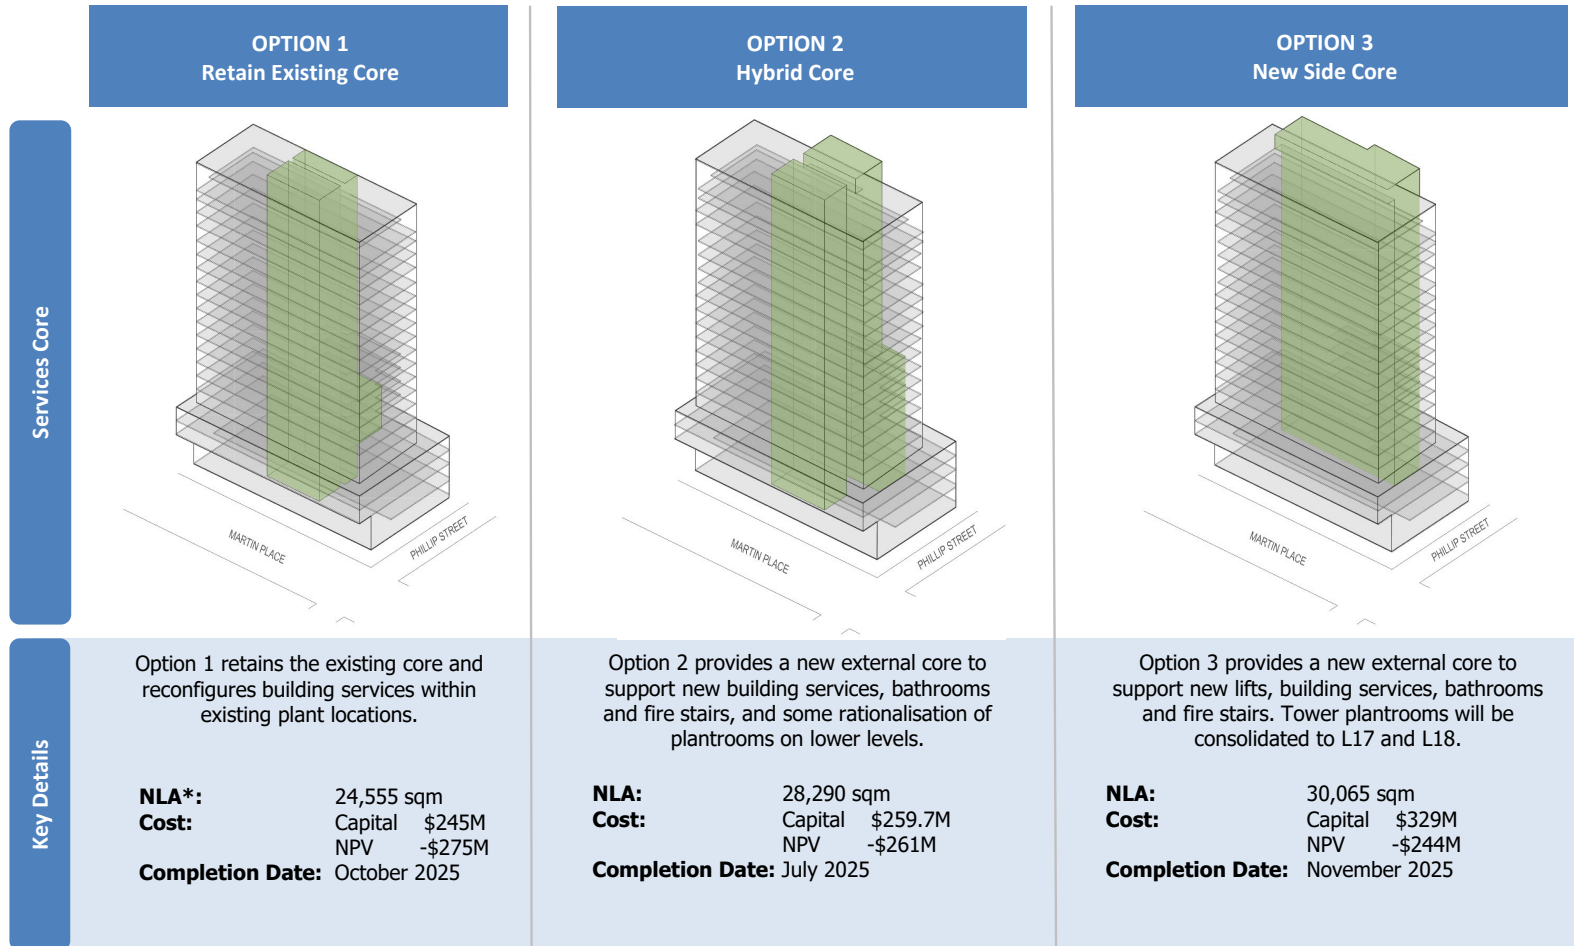 OPTION 1
Retain Existing Core
OPTION 2
Hybrid Core
OPTION 3
New Side Core
Services Core
MARTIN PLACE
PHILLIP STREET
MARTIN PLACE
PHILLIP STREET
MARTIN PLACE
PHILLIP STREET
Key Details
Option 1 retains the existing core and
reconfigures building services within
existing plant locations.
NLA*: 24,555 sqm
Cost: Capital $245M
NPV -$275M
Completion Date: October 2025
Option 2 provides a new external core to
support new building services, bathrooms
and fire stairs, and some rationalisation of
plantrooms on lower levels.
NLA: 28,290 sqm
Cost: Capital $259.7M
NPV -$261M
Completion Date: July 2025
Option 3 provides a new external core to
support new lifts, building services, bathrooms
and fire stairs. Tower plantrooms will be
consolidated to L17 and L18.
NLA: 30,065 sqm
Cost: Capital $329M
NPV -$244M
Completion Date: November 2025